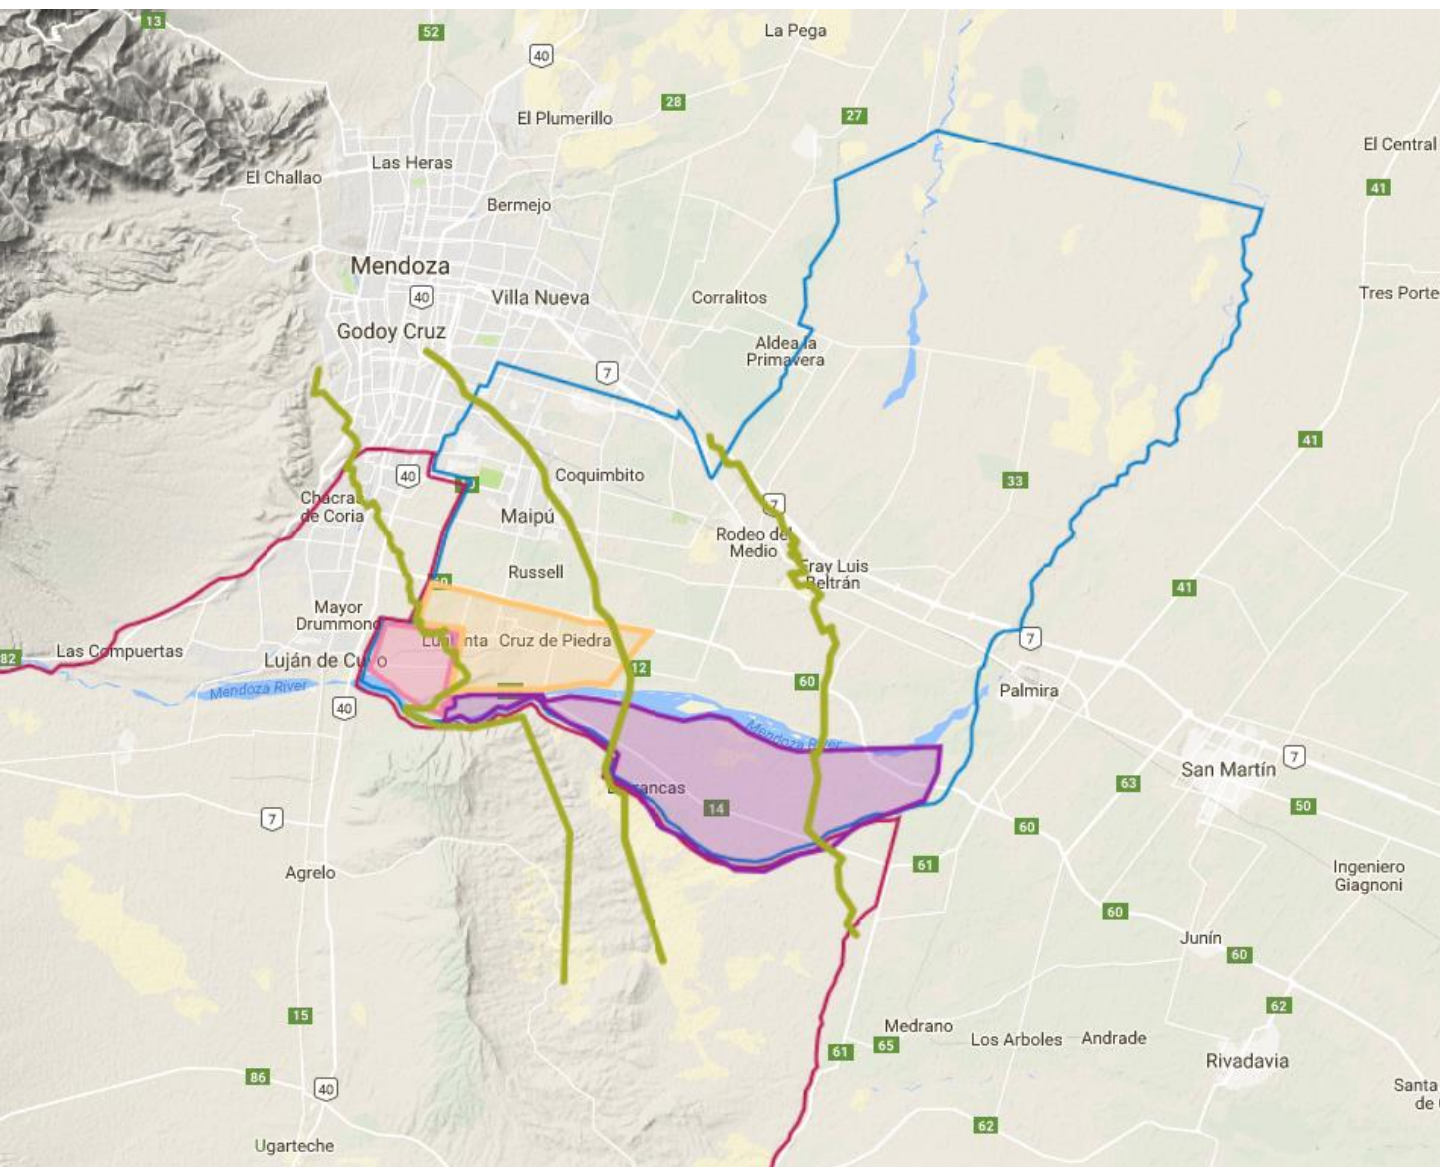 13
52
La Pega
40
28
El Plumerillo
27
El Central
Las Heras
El Challao
41
Bermejo
Mendoza
40
Villa Nueva
Corralitos
Tres Porte
Godoy Cruz
Aldea la
Primavera
7
41
40
Coquimbito
33
Chacras
de Coria
7
Maipú
Rodeo del
Medio
Fray Luis
Beltrán
Russell
41
Mayor
Drummond
Cruz de Piedra
7
82
Las Compuertas
Luján de Cuyo
12
60
Palmira
Mendoza River
40
Mendoza River
7
San Martín
63
Barrancas
14
50
7
60
Agrelo
61
Ingeniero
Giagnoni
60
Junín
60
15
62
Medrano
Los Arboles
Andrade
61
65
Rivadavia
86
40
Santa
de
62
Ugarteche